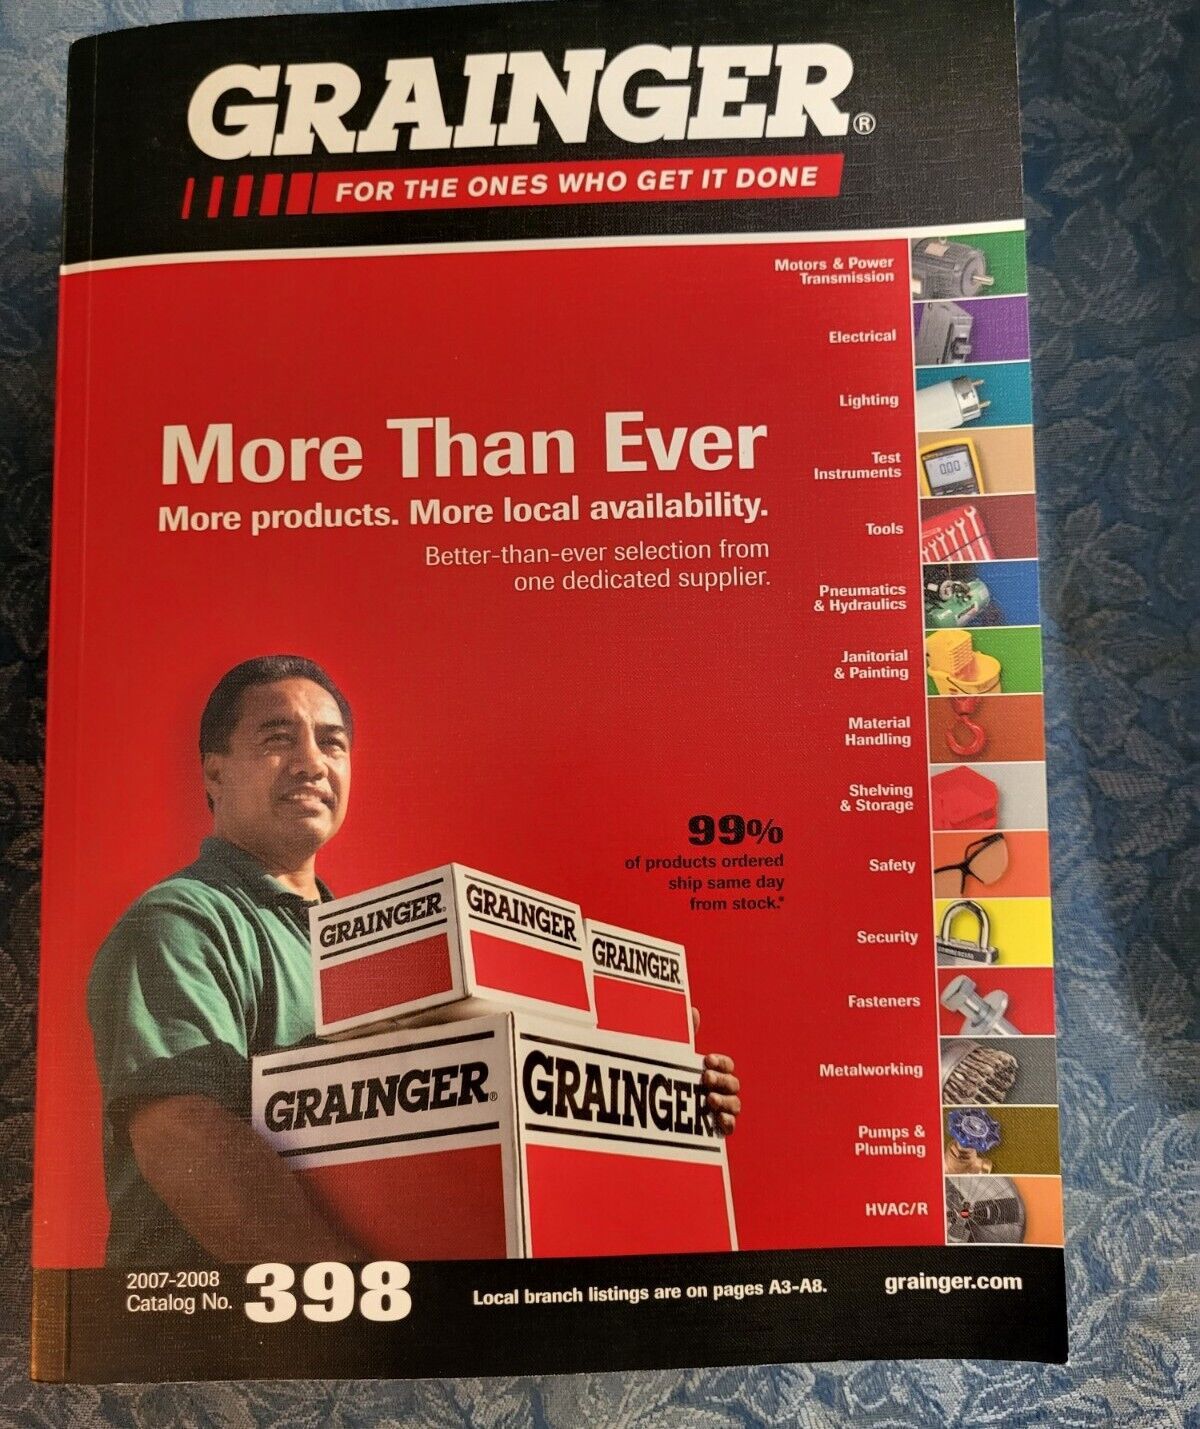 GRAINGER®
FOR THE ONES WHO GET IT DONE
Motors & Power
Transmission
Electrical
Lighting
Test
Instruments
Tools
Pneumatics
& Hydraulics
Janitorial
& Painting
Material
Handling
Shelving
& Storage
Safety
Security
Fasteners
Metalworking
Pumps &
Plumbing
HVAC/R
More Than Ever
More products. More local availability.
Better-than-ever selection from
one dedicated supplier.
99%
of products ordered
ship same day
from stock.*
GRAINGER®
GRAINGER
GRAINGER
GRAINGER®
GRAINGER
2007-2008
Catalog No. 398
Local branch listings are on pages A3-A8.
grainger.com